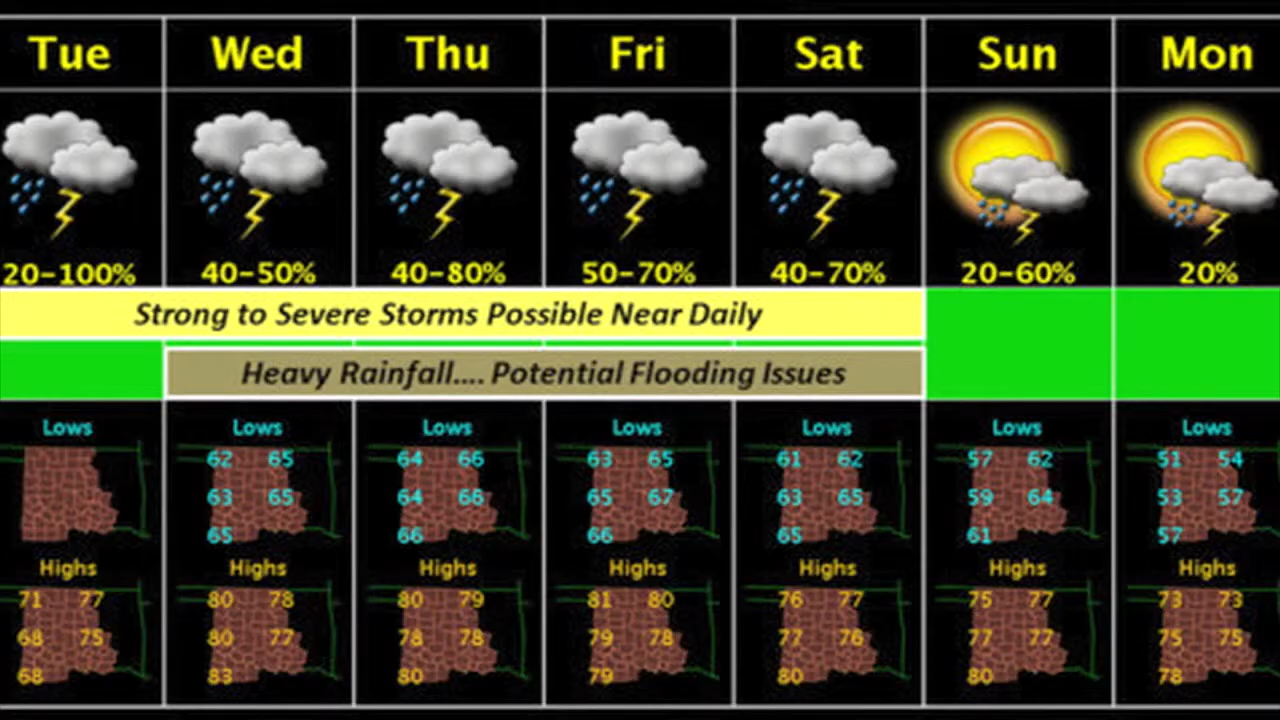 Tue Wed Thu Fri Sat Sun Mon
20-100% 40-50% 40-80% 50-70% 40-70% 20-60% 20%
Strong to Severe Storms Possible Near Daily
Heavy Rainfall.... Potential Flooding Issues
Lows Lows Lows Lows Lows Lows Lows
62 65 64 66 63 65 61 62 57 62 51 54
63 65 64 66 65 67 63 65 59 64 53 57
65 66 66 65 61 57
Highs Highs Highs Highs Highs Highs Highs
71 77 80 78 80 79 81 80 76 77 75 77 73 73
68 75 80 77 78 78 79 78 77 76 77 77 75 75
68 83 80 79 80 80 78